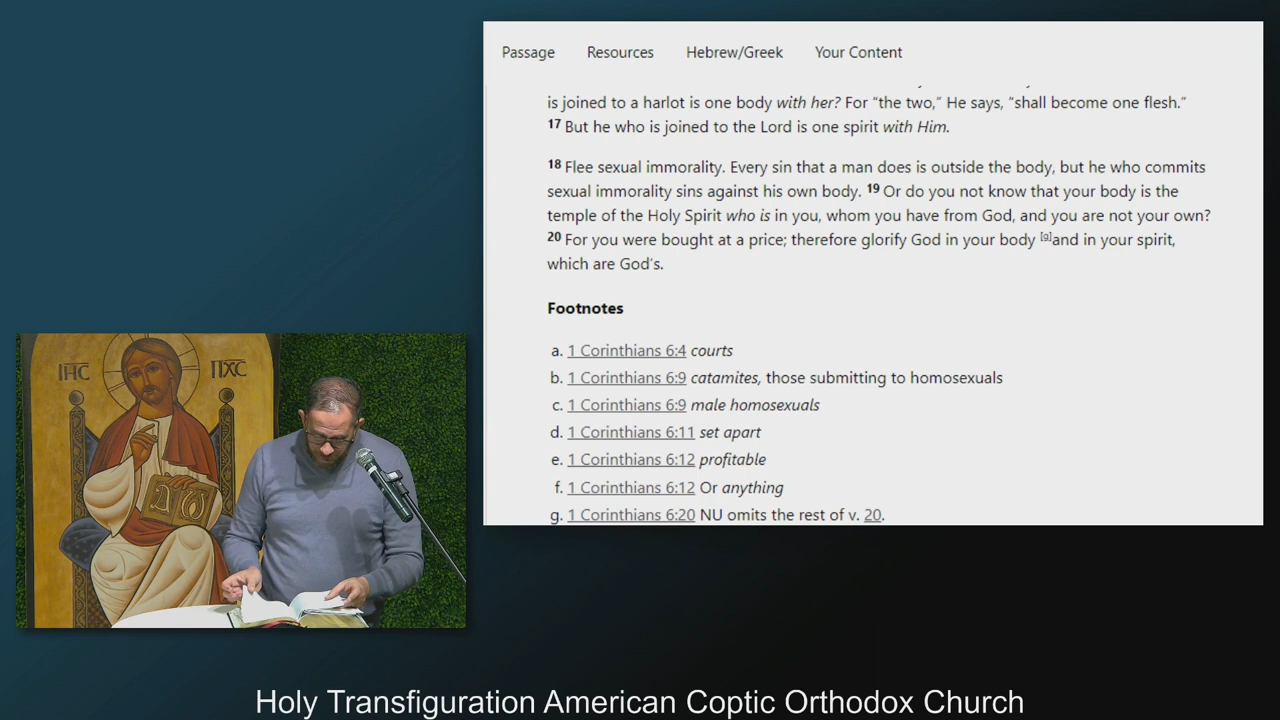 Passage Resources Hebrew/Greek Your Content
is joined to a harlot is one body with her? For “the two,” He says, “shall become one flesh.”
17 But he who is joined to the Lord is one spirit with Him.
18 Flee sexual immorality. Every sin that a man does is outside the body, but he who commits
sexual immorality sins against his own body. 19 Or do you not know that your body is the
temple of the Holy Spirit who is in you, whom you have from God, and you are not your own?
20 For you were bought at a price; therefore glorify God in your body [g]and in your spirit,
which are God’s.
Footnotes
a. 1 Corinthians 6:4 courts
b. 1 Corinthians 6:9 catamites, those submitting to homosexuals
c. 1 Corinthians 6:9 male homosexuals
d. 1 Corinthians 6:11 set apart
e. 1 Corinthians 6:12 profitable
f. 1 Corinthians 6:12 Or anything
g. 1 Corinthians 6:20 NU omits the rest of v. 20.
ΙΗC ΠΧC
Holy Transfiguration American Coptic Orthodox Church